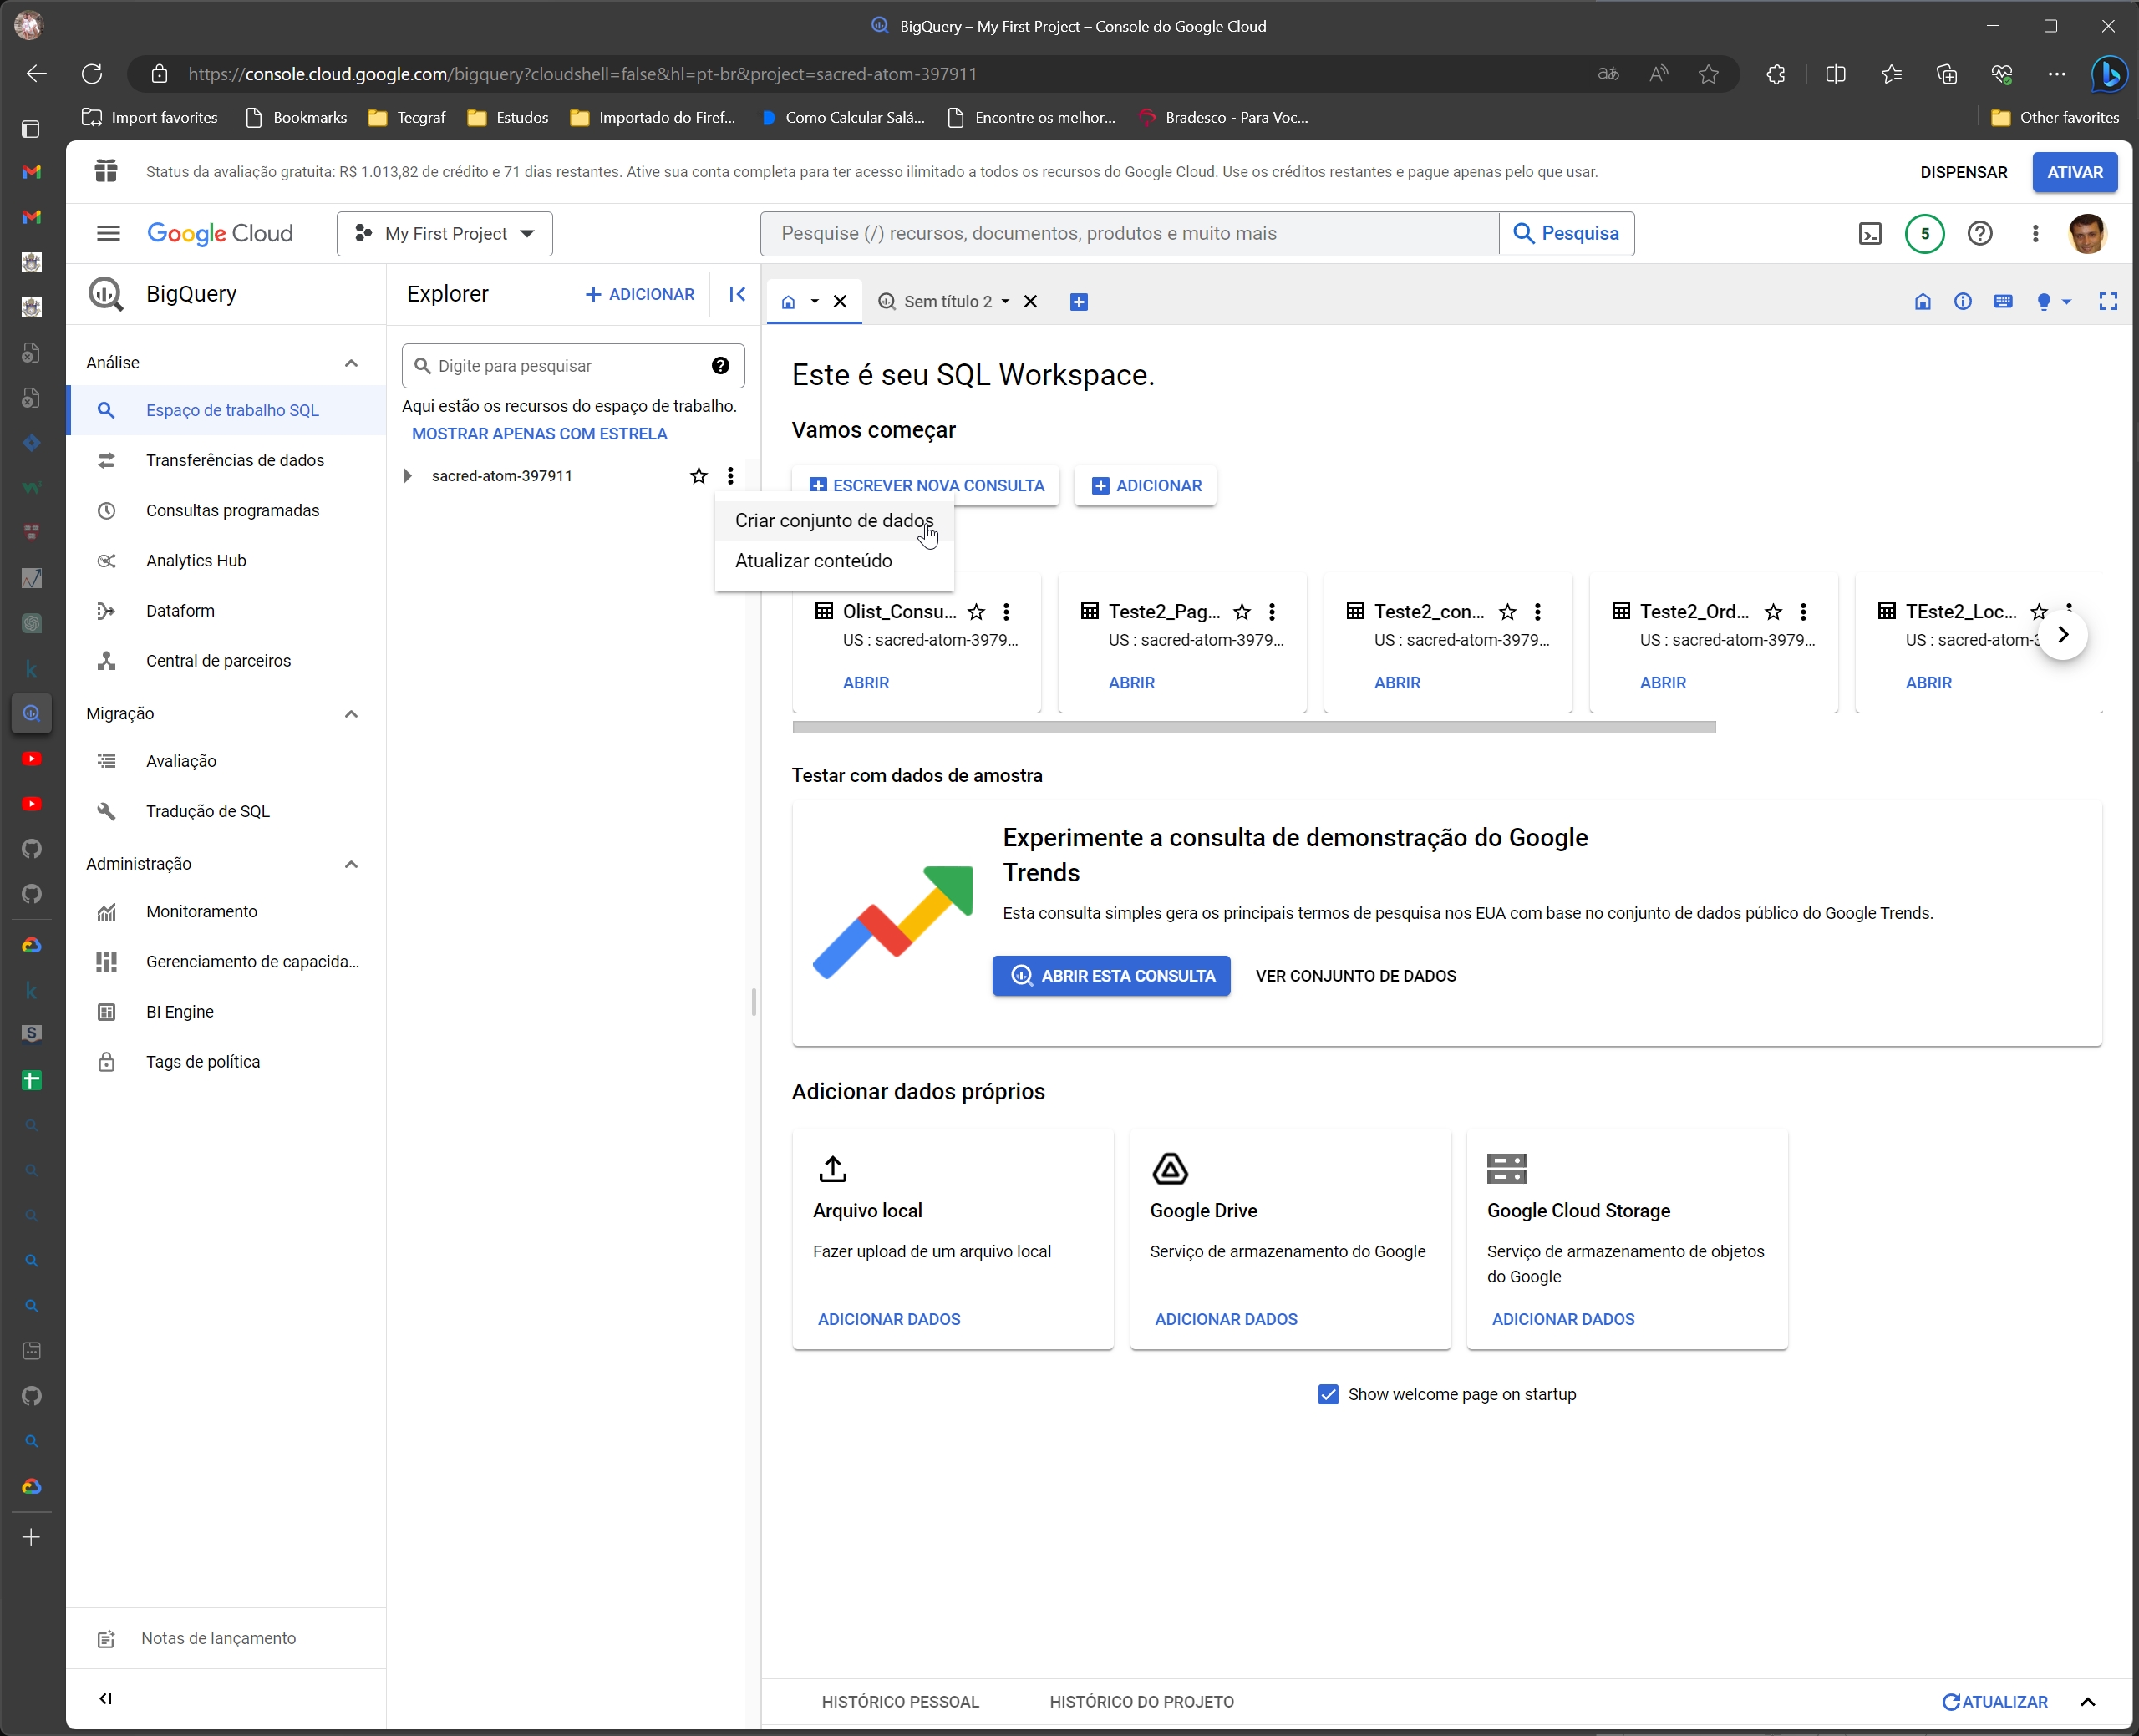 BigQuery – My First Project – Console do Google Cloud
https://console.cloud.google.com/bigquery?cloudshell=false&hl=pt-br&project=sacred-atom-397911
Import favorites
Bookmarks
Tecgraf
Estudos
Importado do Firef...
Como Calcular Salá...
Encontre os melhor...
Bradesco - Para Voc...
Other favorites
Status da avaliação gratuita: R$ 1.013,82 de crédito e 71 dias restantes. Ative sua conta completa para ter acesso ilimitado a todos os recursos do Google Cloud. Use os créditos restantes e pague apenas pelo que usar.
DISPENSAR
ATIVAR
Google Cloud
My First Project
Pesquise (/) recursos, documentos, produtos e muito mais
Pesquisa
5
BigQuery
Análise
Espaço de trabalho SQL
Transferências de dados
Consultas programadas
Analytics Hub
Dataform
Central de parceiros
Migração
Avaliação
Tradução de SQL
Administração
Monitoramento
Gerenciamento de capacida...
BI Engine
Tags de política
Notas de lançamento
Explorer
ADICIONAR
Digite para pesquisar
Aqui estão os recursos do espaço de trabalho.
MOSTRAR APENAS COM ESTRELA
sacred-atom-397911
Criar conjunto de dados
Atualizar conteúdo
Sem título 2
Este é seu SQL Workspace.
Vamos começar
ESCREVER NOVA CONSULTA
ADICIONAR
Olist_Consu...
US : sacred-atom-3979...
ABRIR
Teste2_Pag...
US : sacred-atom-3979...
ABRIR
Teste2_con...
US : sacred-atom-3979...
ABRIR
Teste2_Ord...
US : sacred-atom-3979...
ABRIR
TEste2_Loc...
US : sacred-atom-3
ABRIR
Testar com dados de amostra
Experimente a consulta de demonstração do Google
Trends
Esta consulta simples gera os principais termos de pesquisa nos EUA com base no conjunto de dados público do Google Trends.
ABRIR ESTA CONSULTA
VER CONJUNTO DE DADOS
Adicionar dados próprios
Arquivo local
Fazer upload de um arquivo local
ADICIONAR DADOS
Google Drive
Serviço de armazenamento do Google
ADICIONAR DADOS
Google Cloud Storage
Serviço de armazenamento de objetos
do Google
ADICIONAR DADOS
Show welcome page on startup
HISTÓRICO PESSOAL
HISTÓRICO DO PROJETO
ATUALIZAR